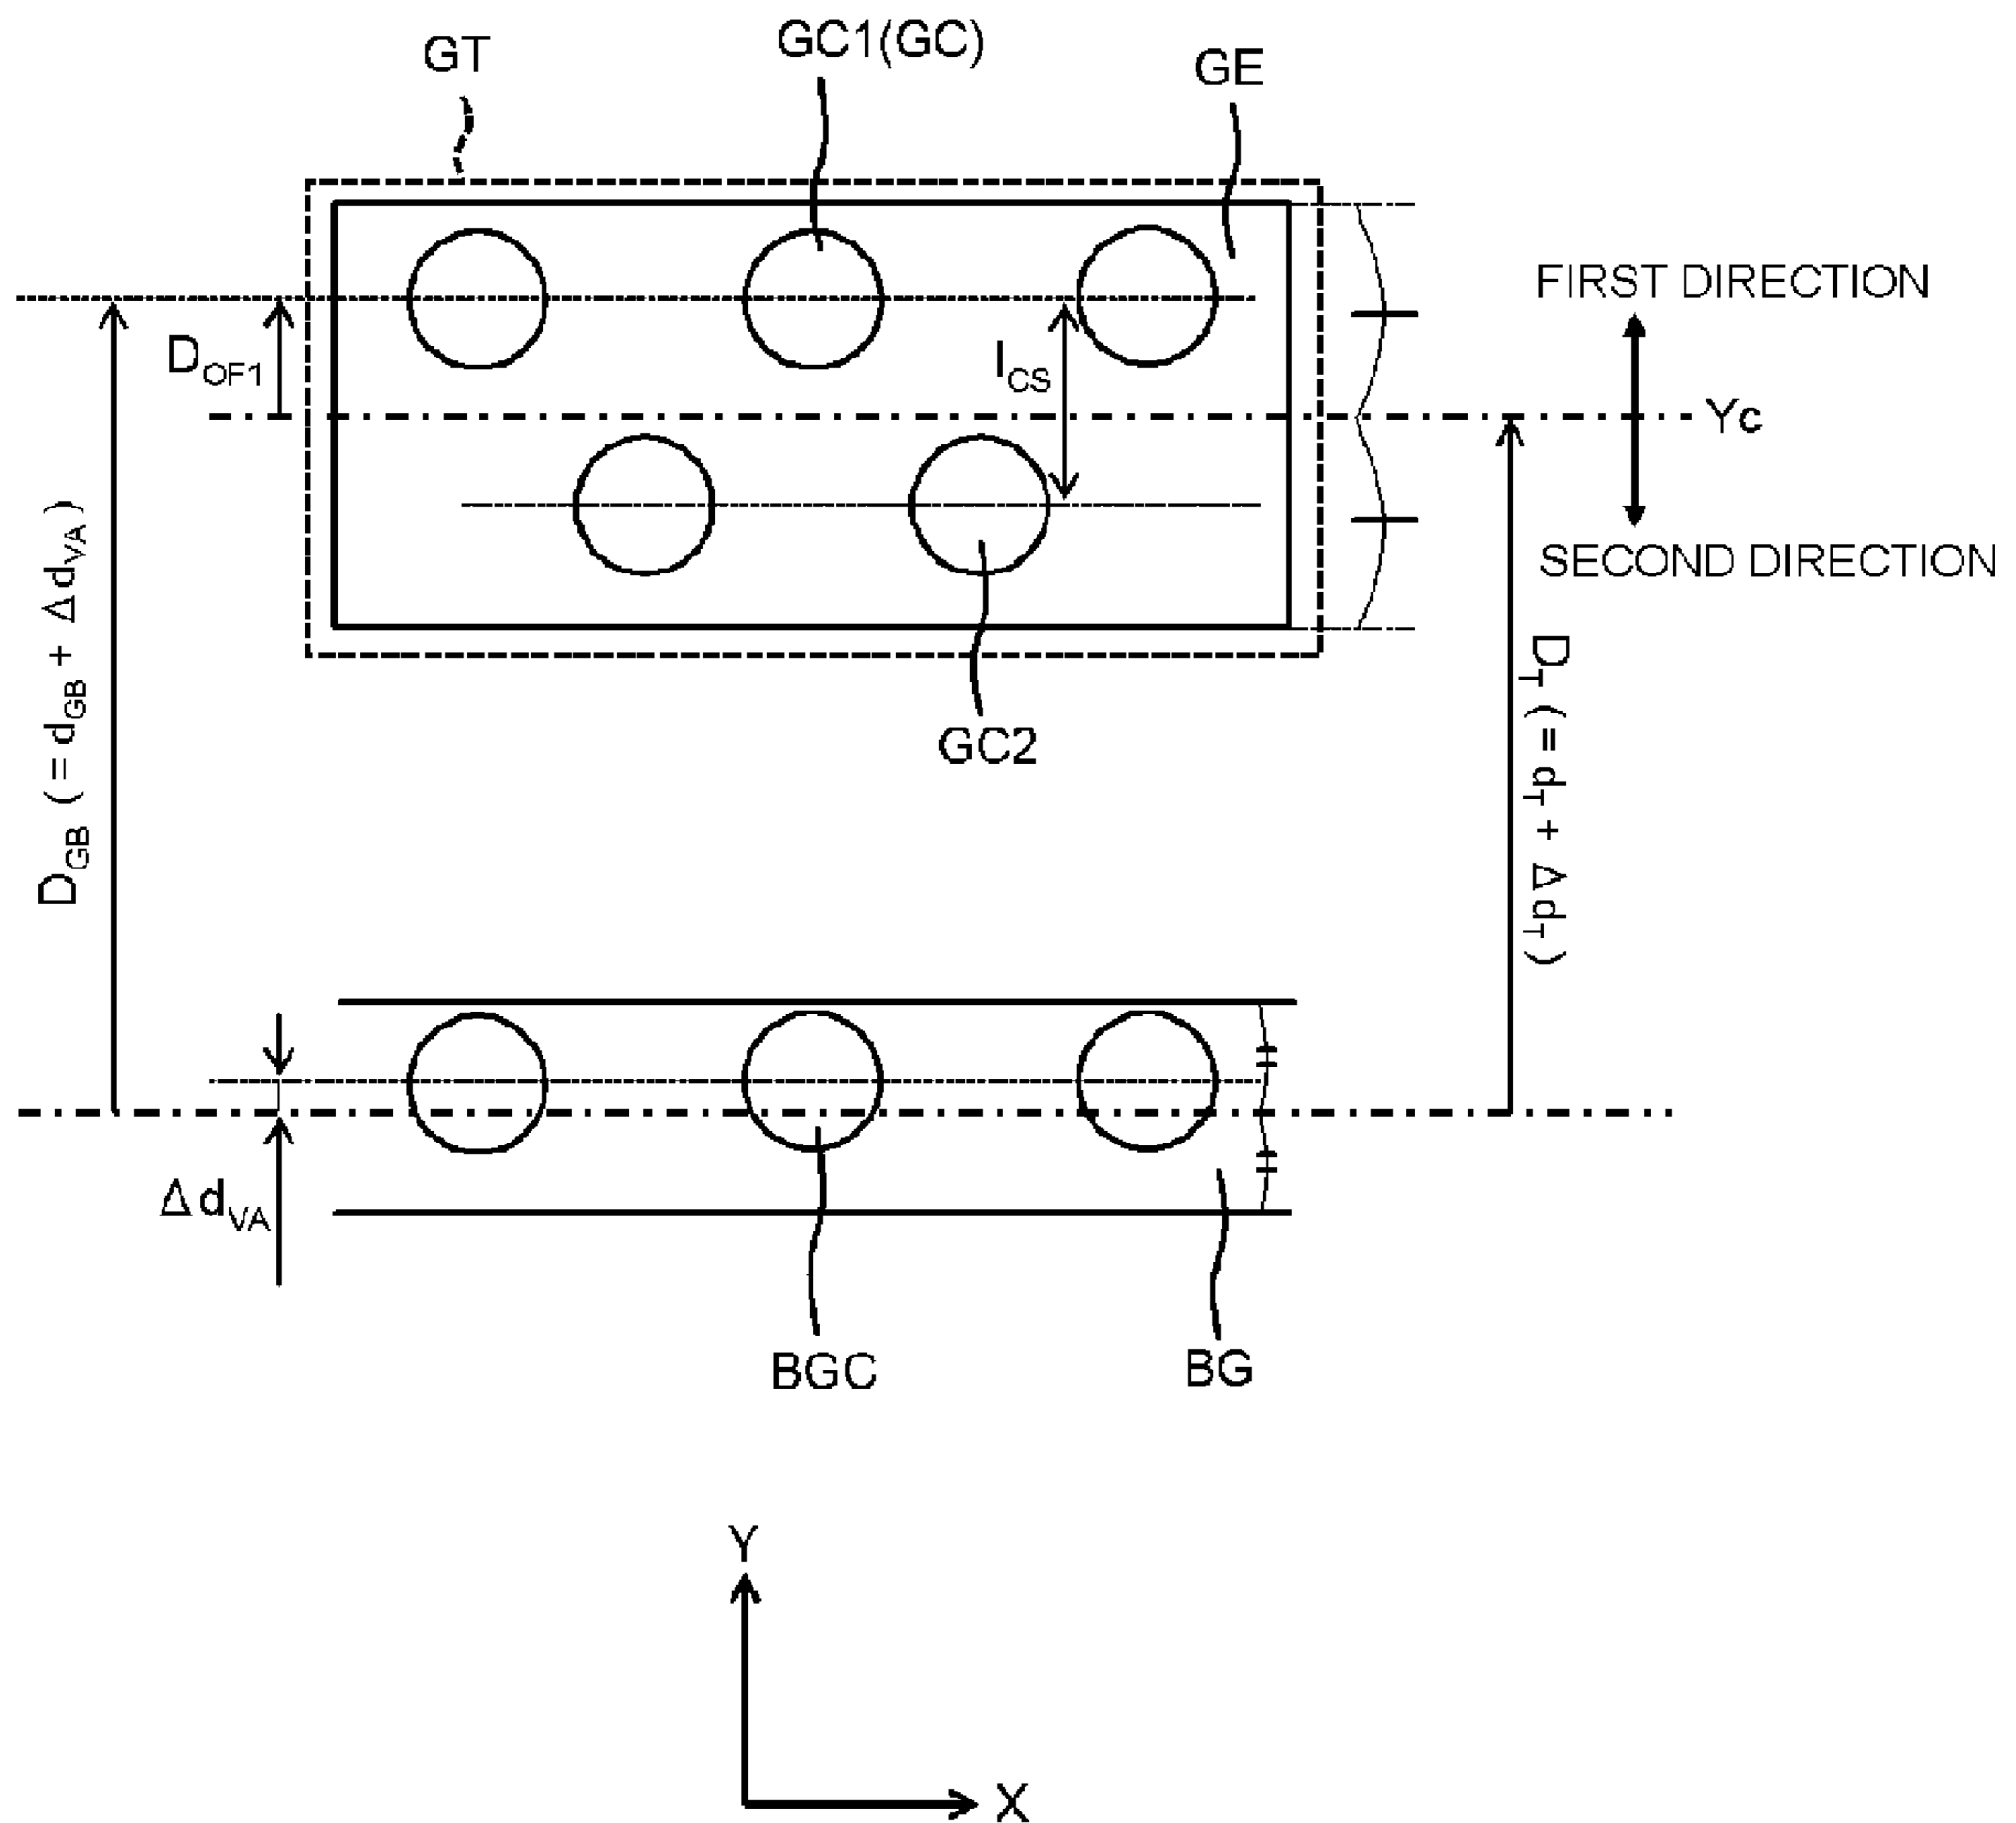 GT
GC1(GC)
GE
FIRST DIRECTION
D_OF1
I_CS
Yc
SECOND DIRECTION
D_GB (= d_GB + Δd_VA)
D_T (= d_T + Δd_T)
GC2
Δd_VA
BGC
BG
Y
X